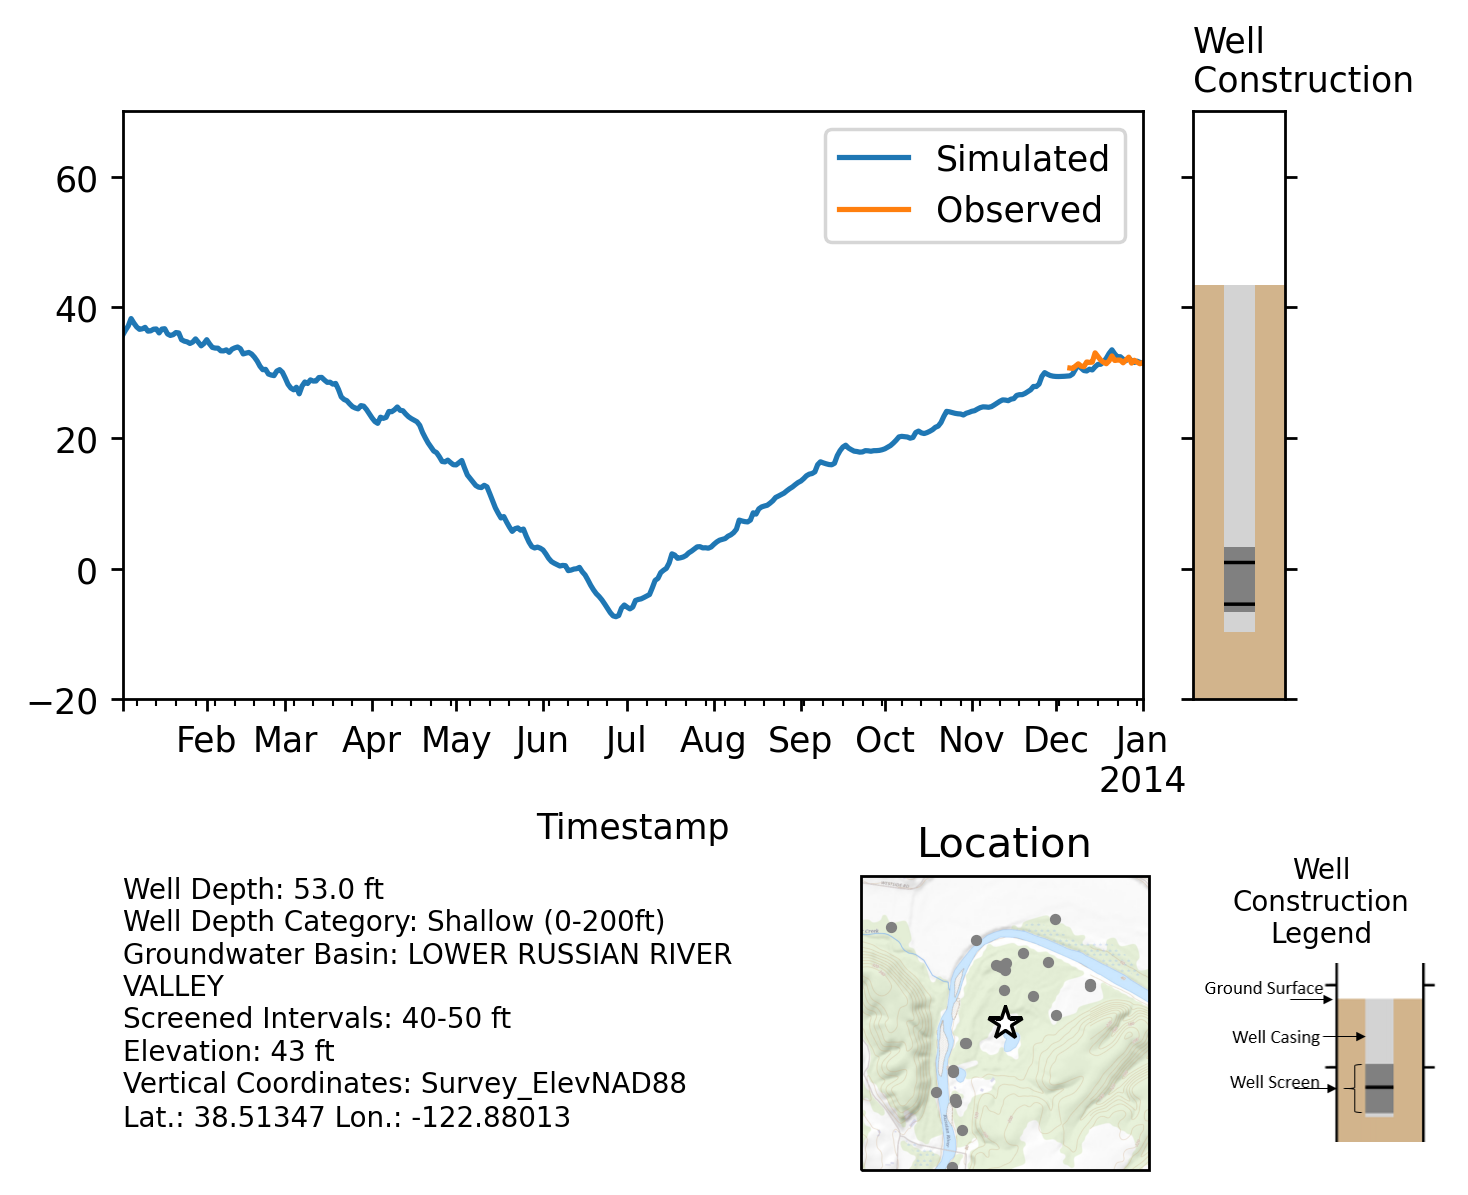 Well
Construction
Simulated
Observed
60
40
20
0
−20
Feb Mar Apr May Jun Jul Aug Sep Oct Nov Dec Jan
2014
Timestamp
Well Depth: 53.0 ft
Well Depth Category: Shallow (0-200ft)
Groundwater Basin: LOWER RUSSIAN RIVER
VALLEY
Screened Intervals: 40-50 ft
Elevation: 43 ft
Vertical Coordinates: Survey_ElevNAD88
Lat.: 38.51347 Lon.: -122.88013
Location
Well
Construction
Legend
Ground Surface
Well Casing
Well Screen